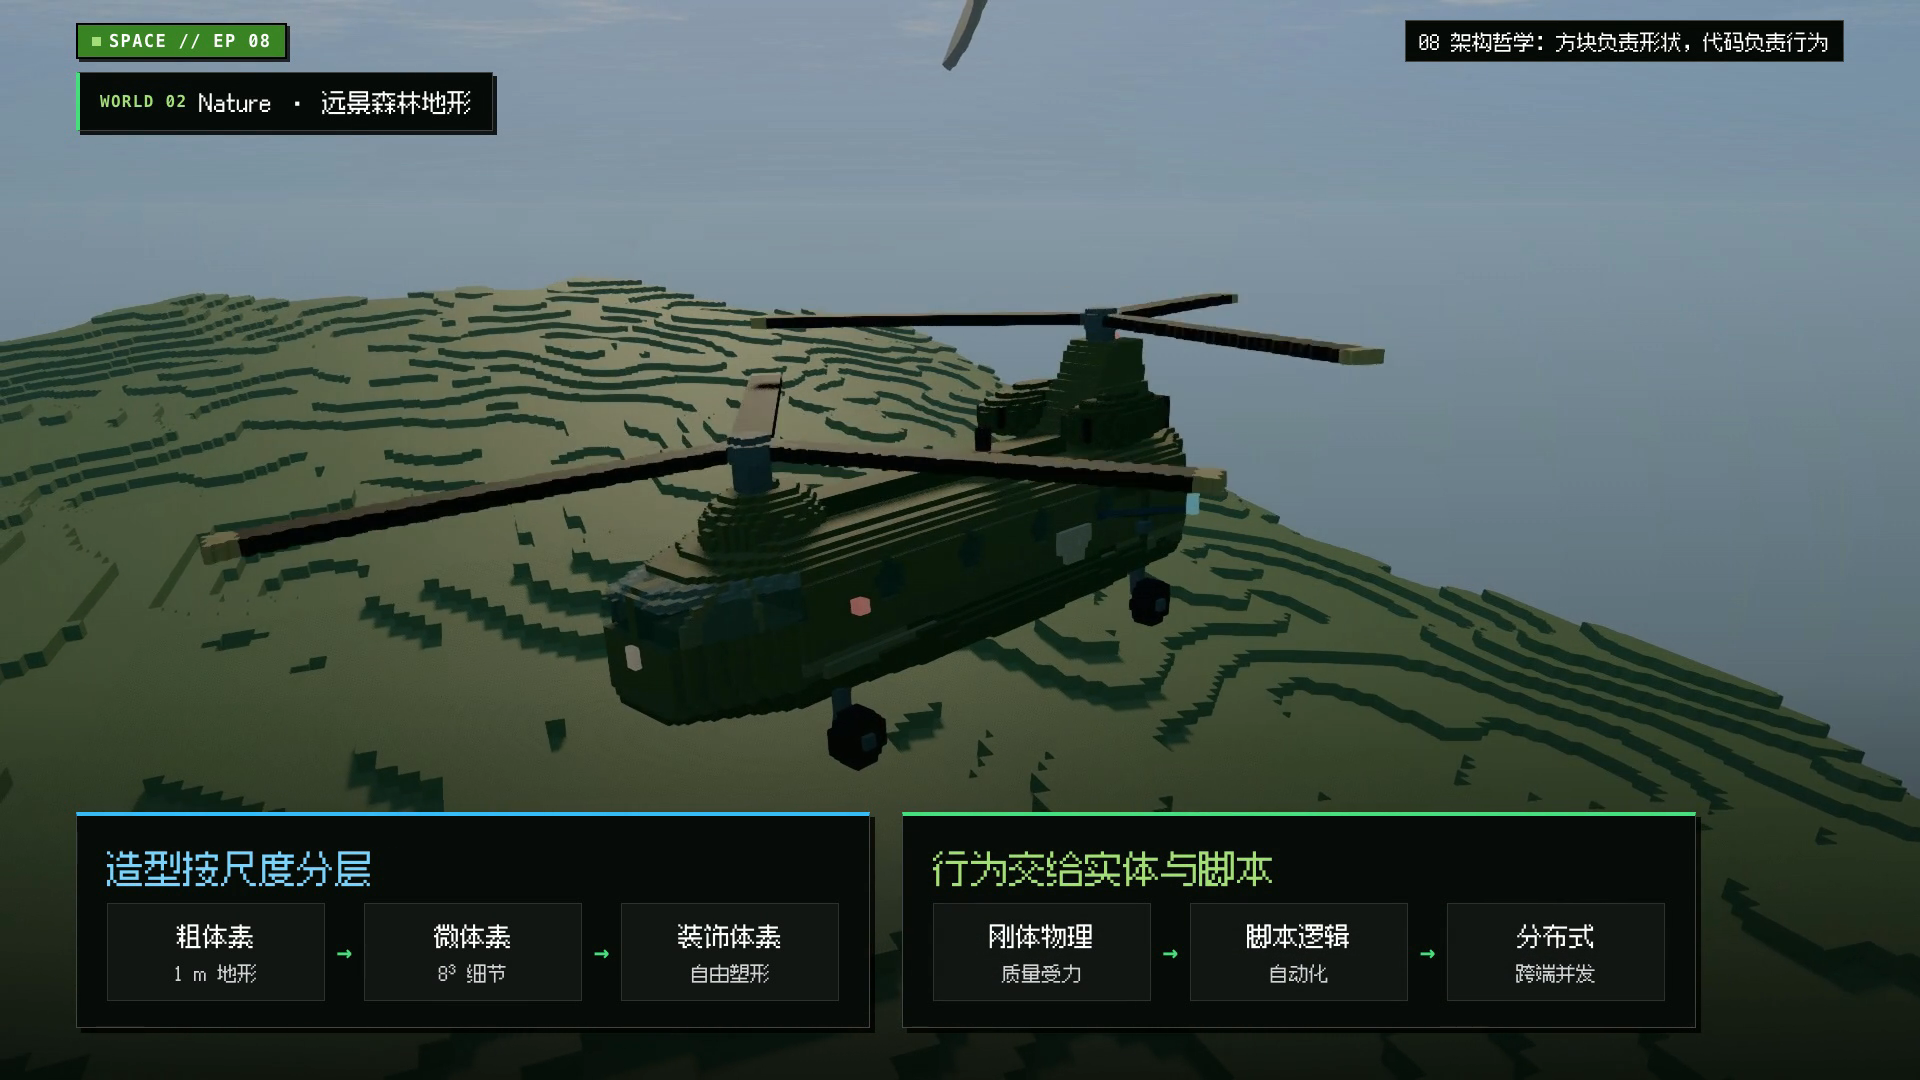 SPACE // EP 08
08 架构哲学：方块负责形状，代码负责行为
WORLD 02 Nature · 远景森林地形
造型按尺度分层
粗体素
1 m 地形
→
微体素
8³ 细节
→
装饰体素
自由塑形
行为交给实体与脚本
刚体物理
质量受力
→
脚本逻辑
自动化
→
分布式
跨端并发